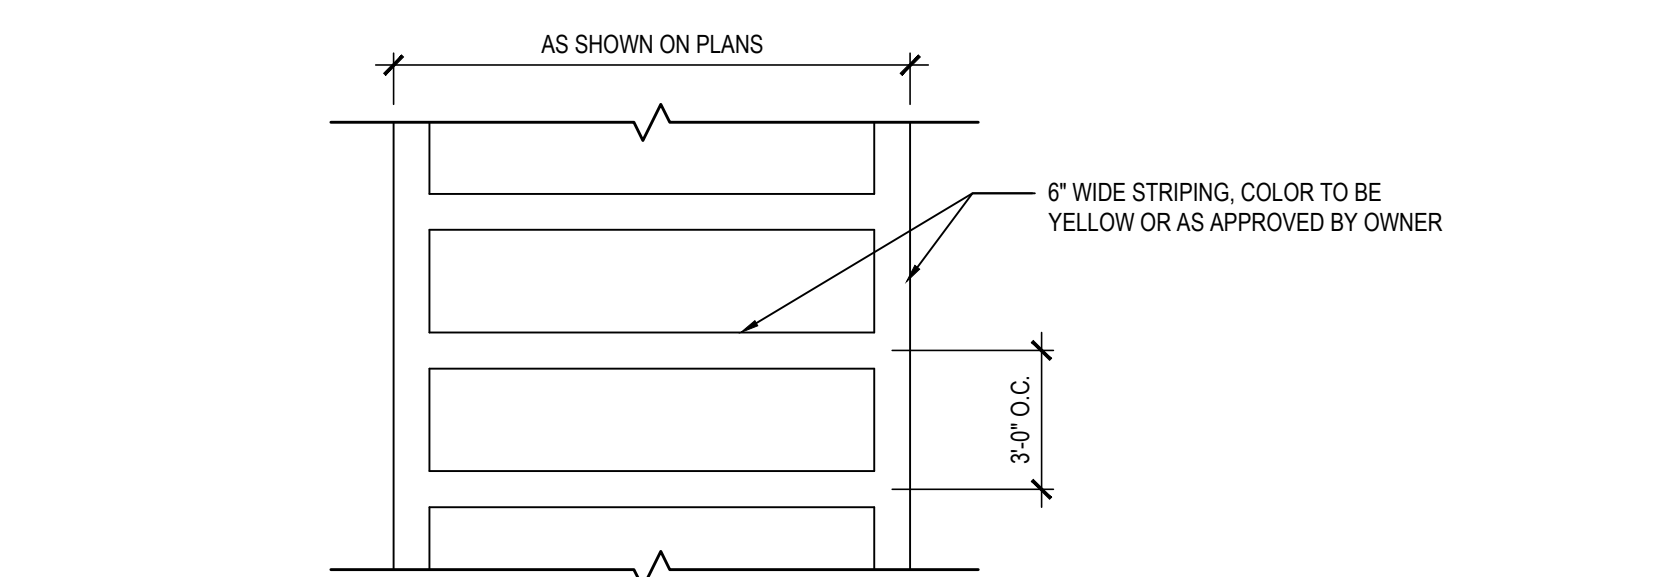 AS SHOWN ON PLANS
6" WIDE STRIPING, COLOR TO BE
YELLOW OR AS APPROVED BY OWNER
3'-0" O.C.